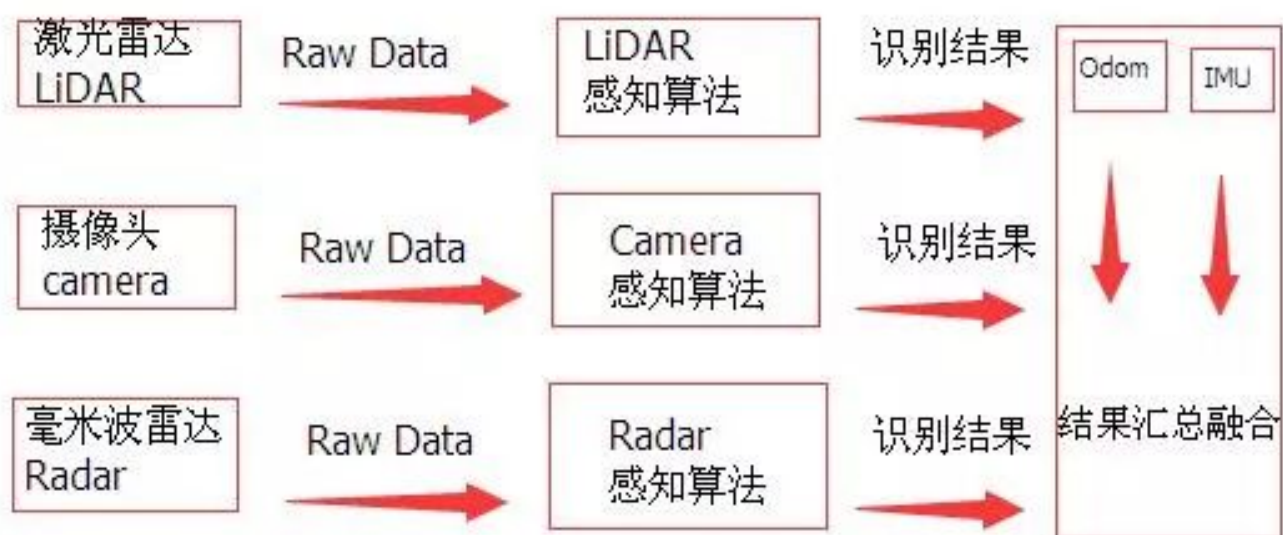 激光雷达
LiDAR
Raw Data
LiDAR
感知算法
识别结果
Odom
IMU
摄像头
camera
Raw Data
Camera
感知算法
识别结果
毫米波雷达
Radar
Raw Data
Radar
感知算法
识别结果
结果汇总融合